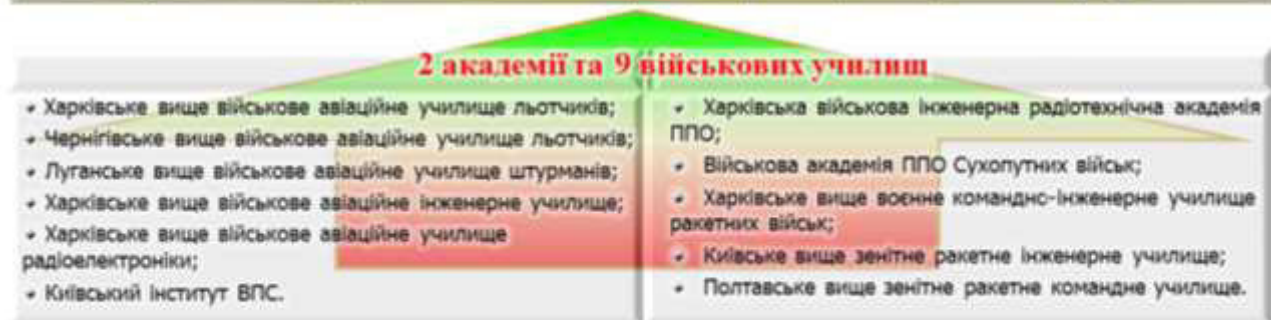 2 академії та 9 військових училищ
• Харківське вище військове авіаційне училище льотчиків;
• Чернігівське вище військове авіаційне училище льотчиків;
• Луганське вище військове авіаційне училище штурманів;
• Харківське вище військове авіаційне інженерне училище;
• Харківське вище військове авіаційне училище
радіоелектроніки;
• Київський інститут ВПС.
• Харківська військова інженерна радіотехнічна академія
ППО;
• Військова академія ППО Сухопутних військ;
• Харківське вище воєнне командно-інженерне училище
ракетних військ;
• Київське вище зенітне ракетне інженерне училище;
• Полтавське вище зенітне ракетне командне училище.